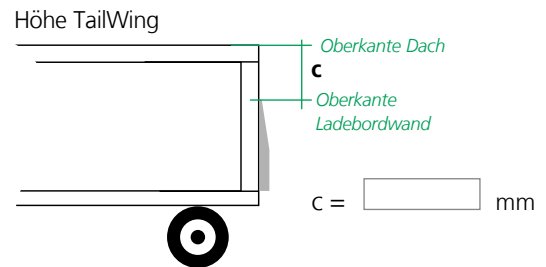 Höhe TailWing
Oberkante Dach
c
Oberkante
Ladebordwand
c = mm